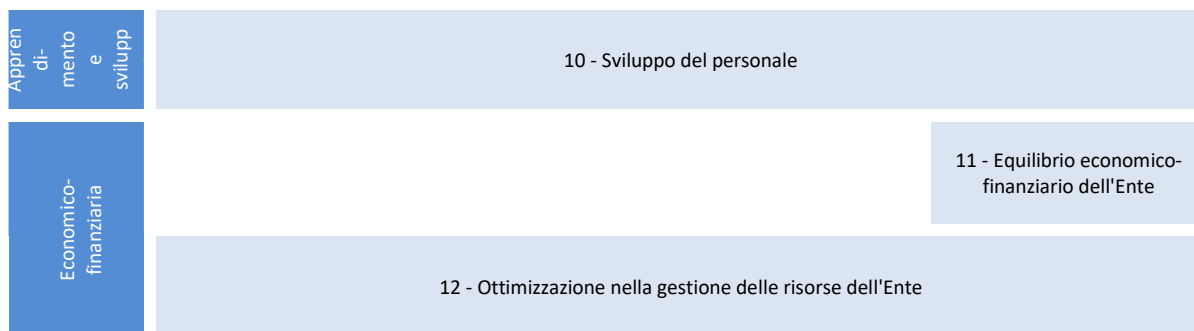 Appren
di-
mento
e
svilupp
10 - Sviluppo del personale
Economico-
finanziaria
11 - Equilibrio economico-
finanziario dell'Ente
12 - Ottimizzazione nella gestione delle risorse dell'Ente